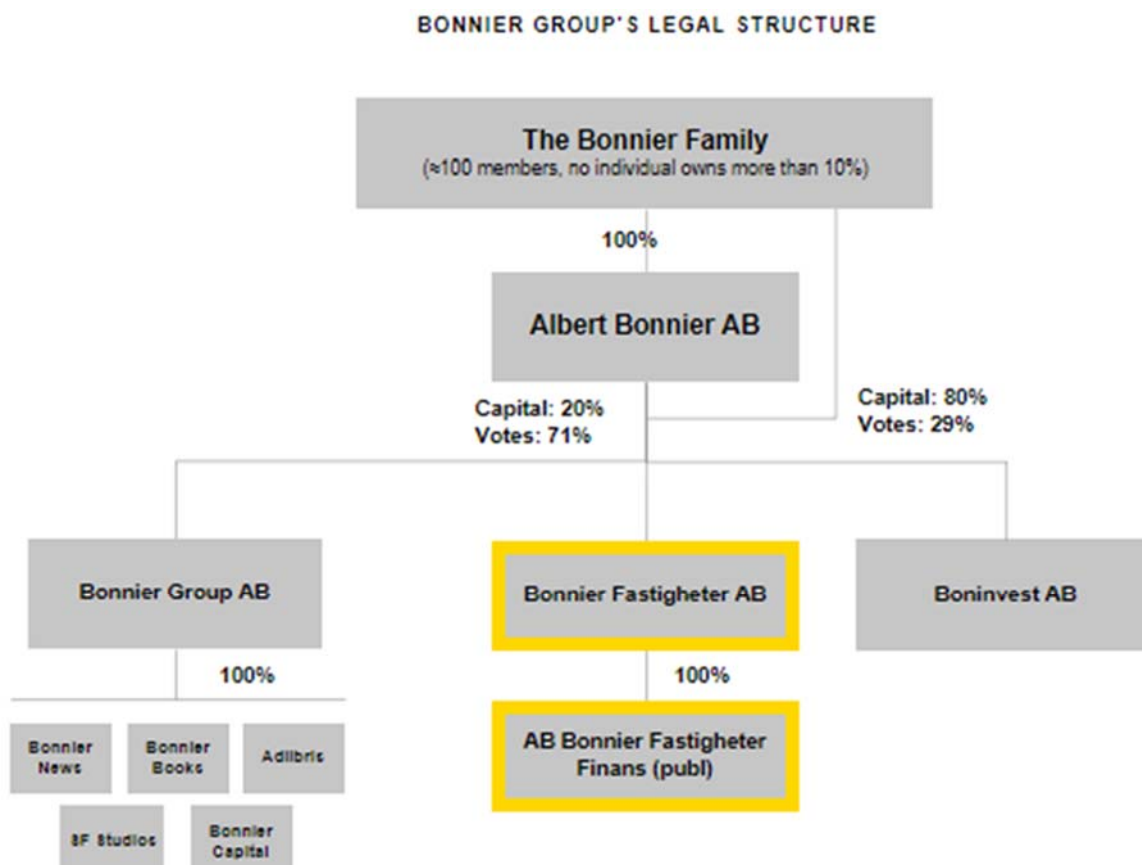 BONNIER GROUP'S LEGAL STRUCTURE
The Bonnier Family
(≈100 members, no individual owns more than 10%)
100%
Albert Bonnier AB
Capital: 20%
Votes: 71%
Capital: 80%
Votes: 29%
Bonnier Group AB
Bonnier Fastigheter AB
Boninvest AB
100%
100%
Bonnier
News
Bonnier
Books
Adlibris
AB Bonnier Fastigheter
Finans (publ)
SF Studios
Bonnier
Capital